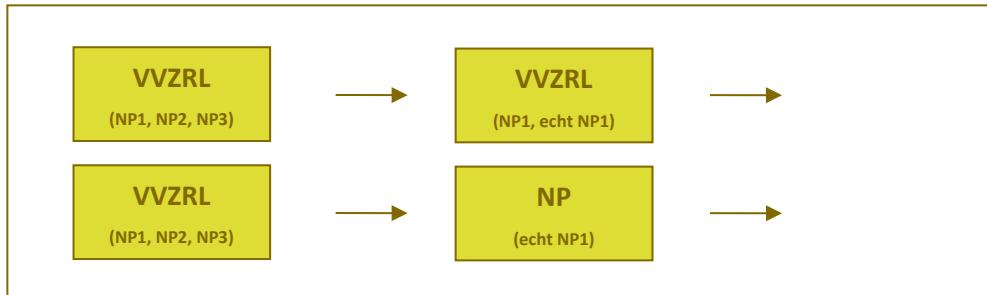 VVZRL
(NP1, NP2, NP3)
VVZRL
(NP1, echt NP1)
VVZRL
(NP1, NP2, NP3)
NP
(echt NP1)